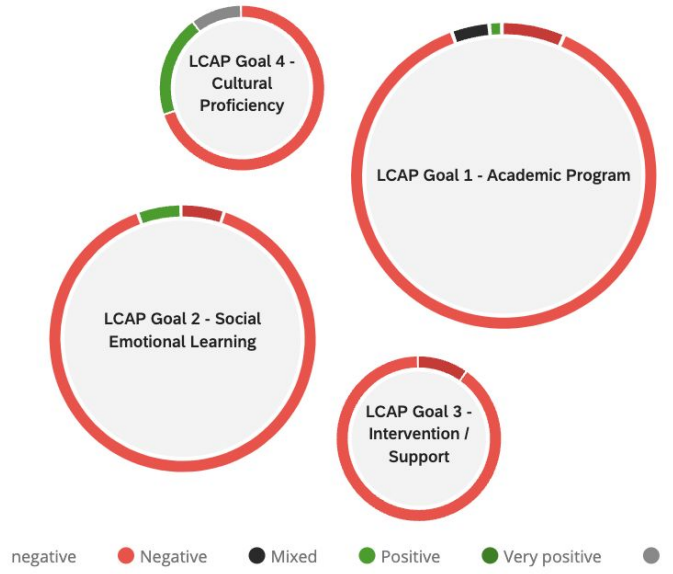 LCAP Goal 4 -
Cultural
Proficiency
LCAP Goal 1 - Academic Program
LCAP Goal 2 - Social
Emotional Learning
LCAP Goal 3 -
Intervention /
Support
negative Negative Mixed Positive Very positive